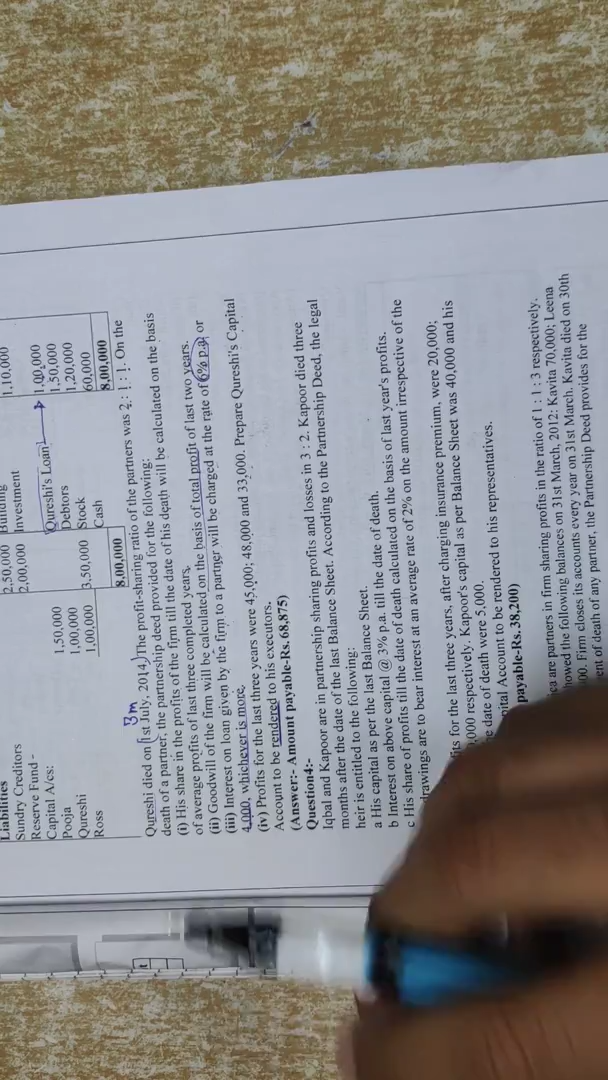 Liabilities
Sundry Creditors 2,50,000 Building 1,10,000
Reserve Fund - 2,00,000 Investment
Capital A/cs: Qureshi's Loan 1,00,000
Pooja 1,50,000 Debtors 1,50,000
Qureshi 1,00,000 Stock 1,20,000
Ross 1,00,000 3,50,000 Cash 60,000
8,00,000 8,00,000
3m
Qureshi died on 1st July, 2014. The profit-sharing ratio of the partners was 2 : 1 : 1. On the
death of a partner, the partnership deed provided for the following:
(i) His share in the profits of the firm till the date of his death will be calculated on the basis
of average profits of last three completed years.
(ii) Goodwill of the firm will be calculated on the basis of total profit of last two years.
(iii) Interest on loan given by the firm to a partner will be charged at the rate of 6% p.a. or
4,000, whichever is more.
(iv) Profits for the last three years were 45,000; 48,000 and 33,000. Prepare Qureshi's Capital
Account to be rendered to his executors.
(Answer:- Amount payable-Rs. 68,875)
Question4:-
Iqbal and Kapoor are in partnership sharing profits and losses in 3 : 2. Kapoor died three
months after the date of the last Balance Sheet. According to the Partnership Deed, the legal
heir is entitled to the following:
a His capital as per the last Balance Sheet.
b Interest on above capital @ 3% p.a. till the date of death.
c His share of profits till the date of death calculated on the basis of last year's profits.
drawings are to bear interest at an average rate of 2% on the amount irrespective of the
for the last three years, after charging insurance premium, were 20,000;
000 respectively. Kapoor's capital as per Balance Sheet was 40,000 and his
date of death were 5,000.
Account to be rendered to his representatives.
payable-Rs. 38,200)
are partners in firm sharing profits in the ratio of 1 : 1 : 3 respectively.
showed the following balances on 31st March, 2012: Kavita 70,000; Leena
Firm closes its accounts every year on 31st March. Kavita died on 30th
of death of any partner, the Partnership Deed provides for the